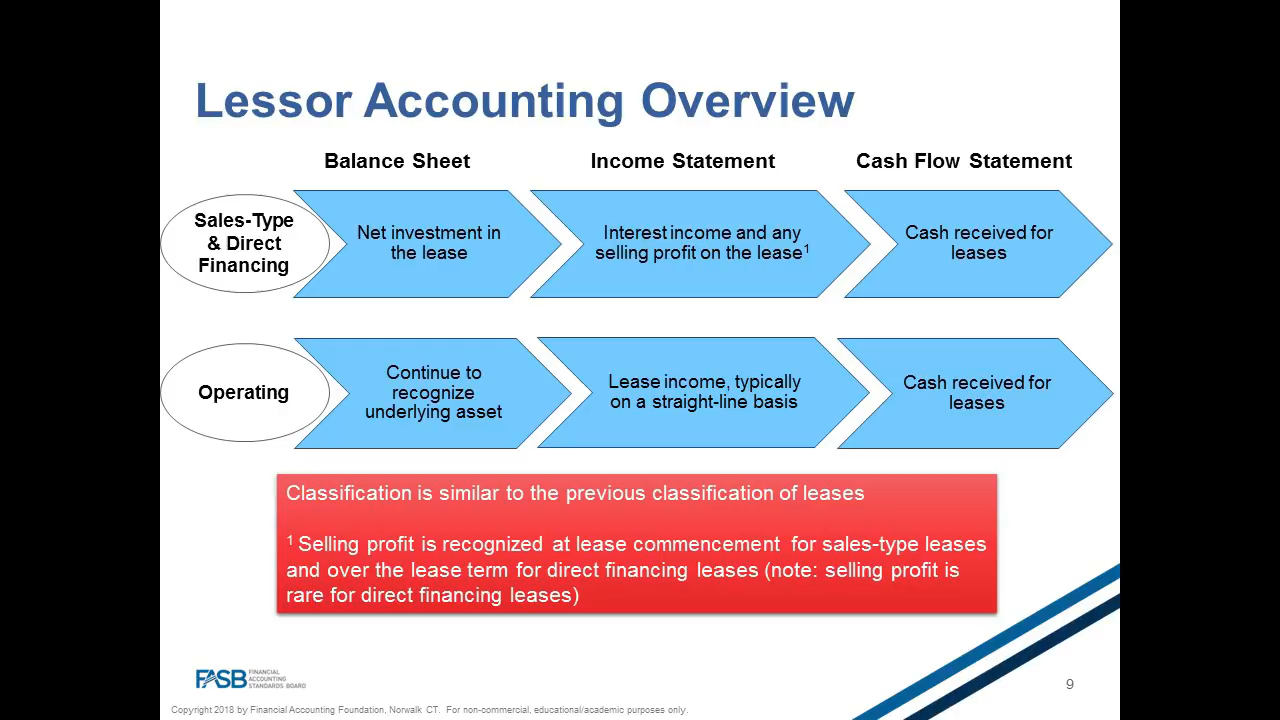 Lessor Accounting Overview
Balance Sheet
Income Statement
Cash Flow Statement
Sales-Type
& Direct
Financing
Net investment in
the lease
Interest income and any
selling profit on the lease¹
Cash received for
leases
Operating
Continue to
recognize
underlying asset
Lease income, typically
on a straight-line basis
Cash received for
leases
Classification is similar to the previous classification of leases
¹ Selling profit is recognized at lease commencement for sales-type leases
and over the lease term for direct financing leases (note: selling profit is
rare for direct financing leases)
FASB
FINANCIAL
ACCOUNTING
STANDARDS BOARD
9
Copyright 2018 by Financial Accounting Foundation, Norwalk CT. For non-commercial, educational/academic purposes only.